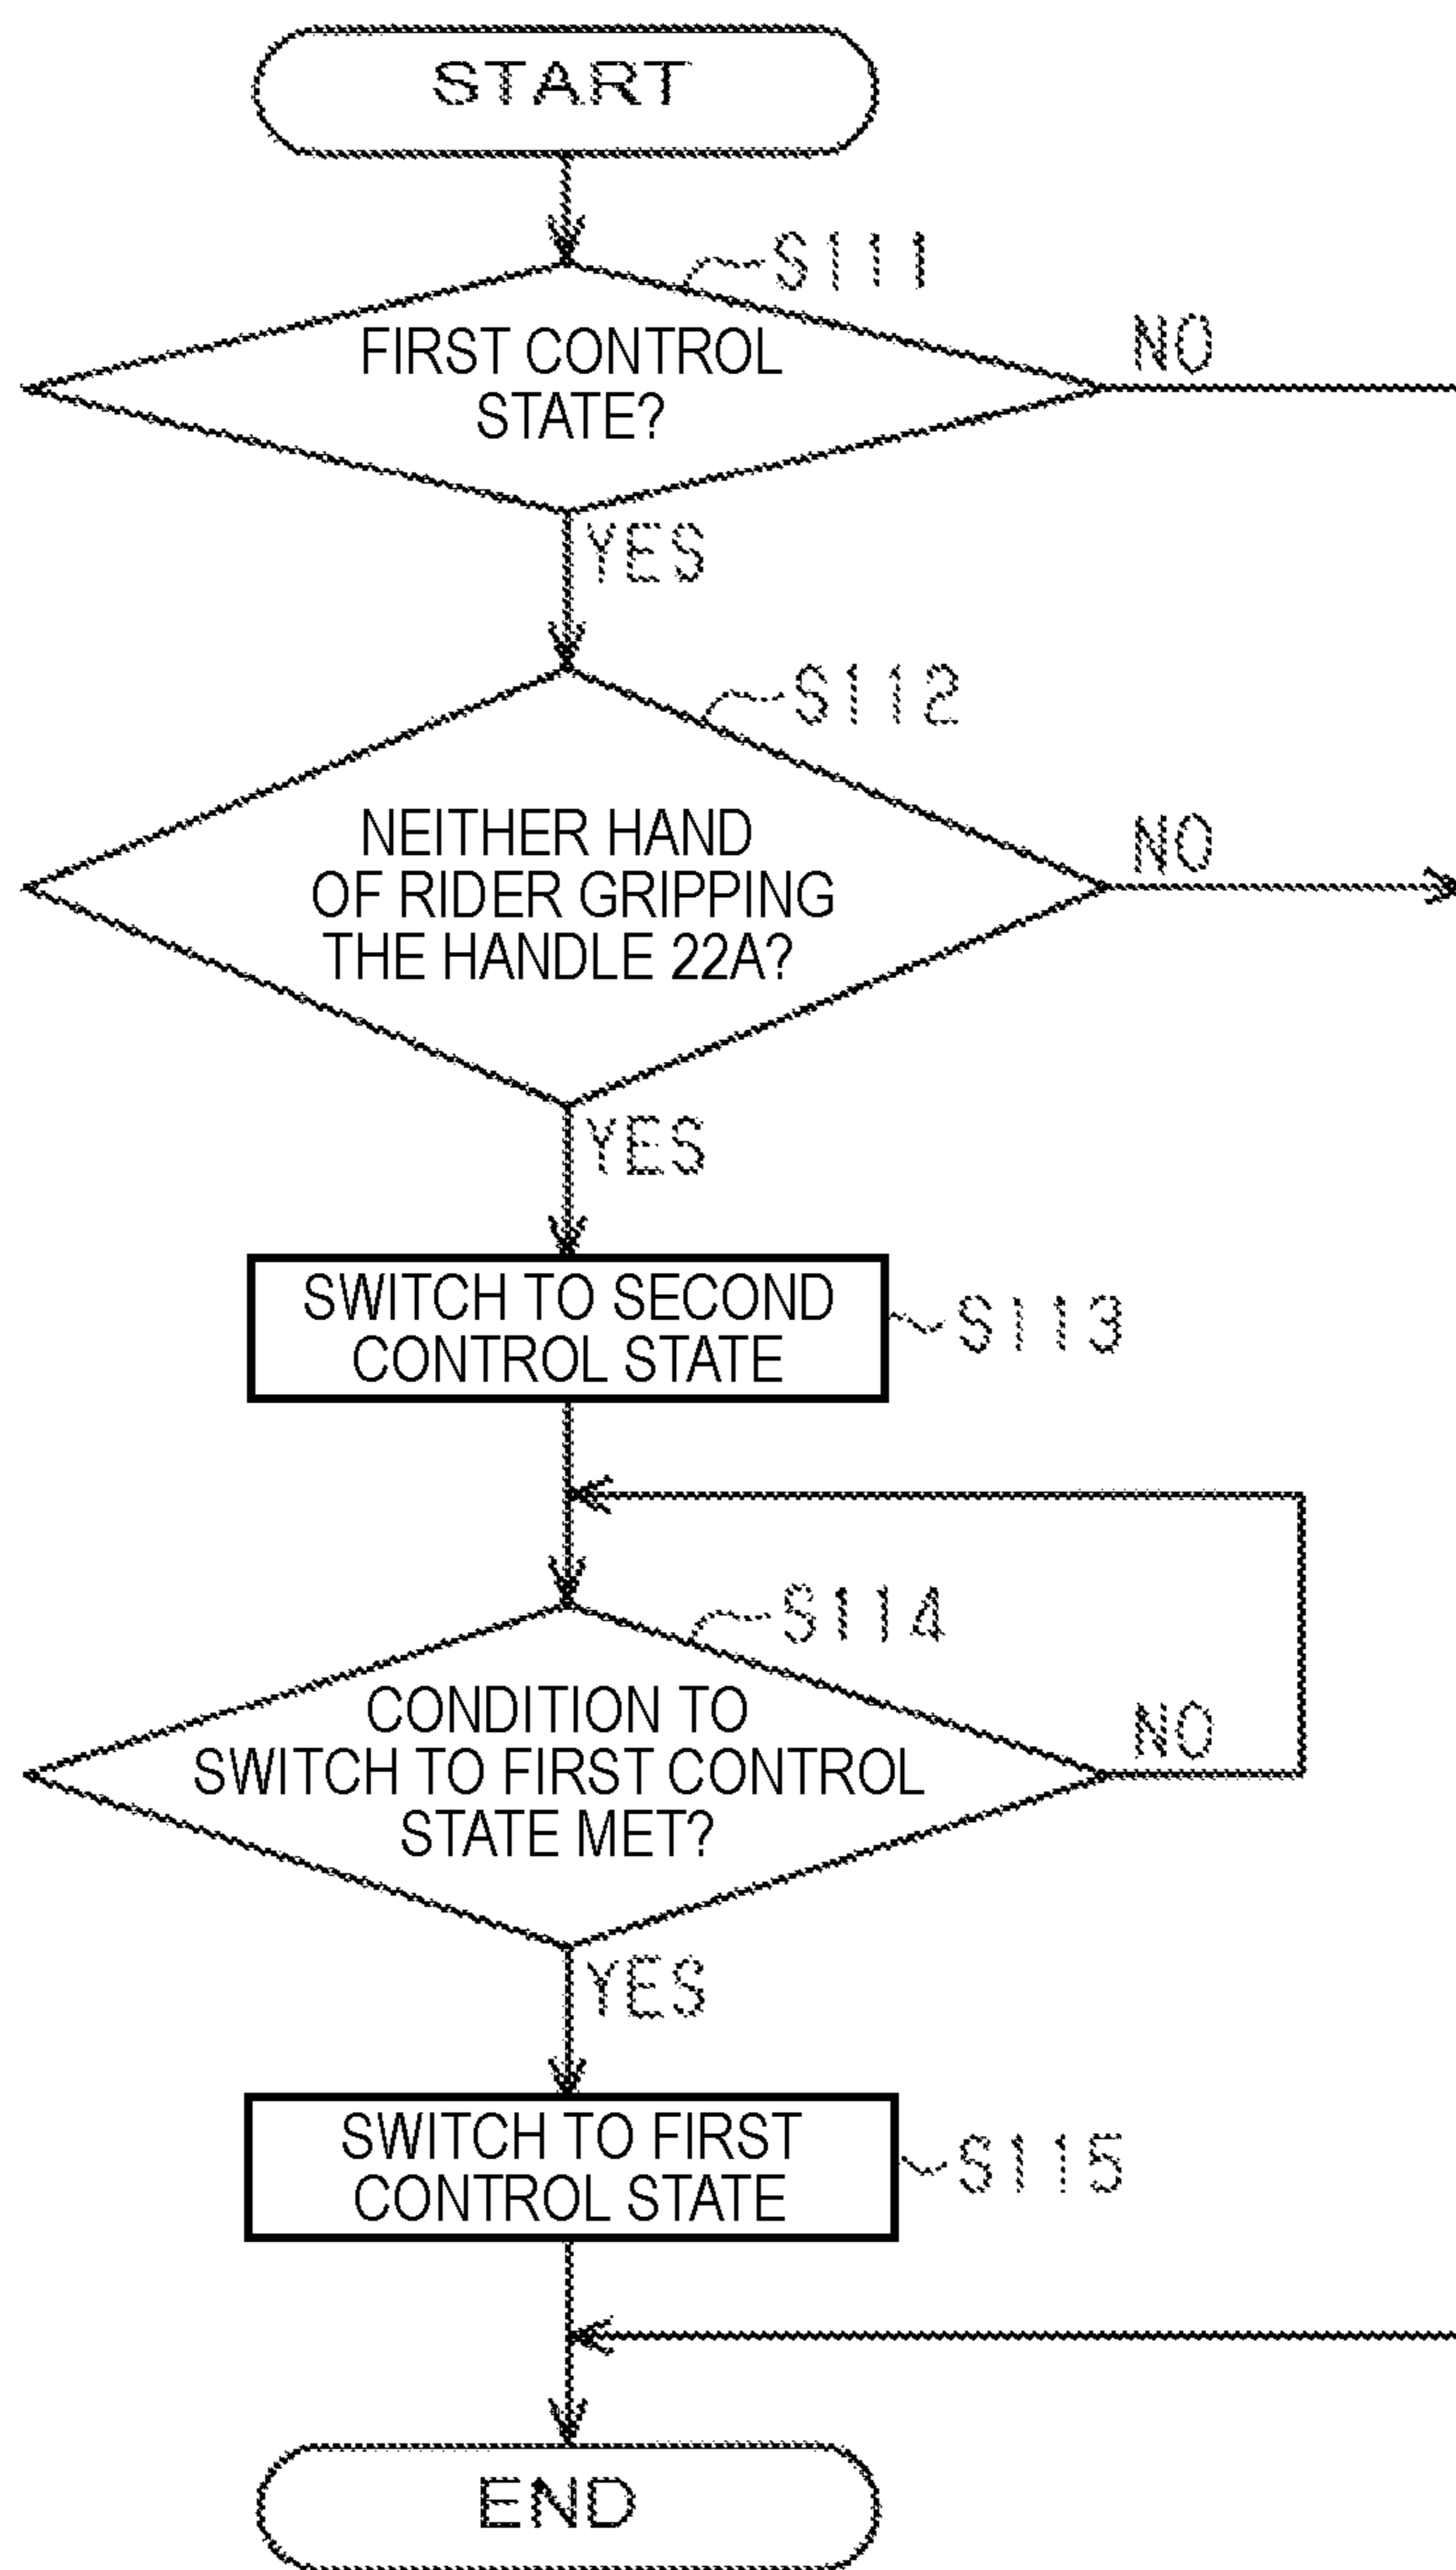 START
S111
FIRST CONTROL
STATE?
NO
YES
S112
NEITHER HAND
OF RIDER GRIPPING
THE HANDLE 22A?
NO
YES
SWITCH TO SECOND
CONTROL STATE
S113
S114
CONDITION TO
SWITCH TO FIRST CONTROL
STATE MET?
NO
YES
SWITCH TO FIRST
CONTROL STATE
S115
END